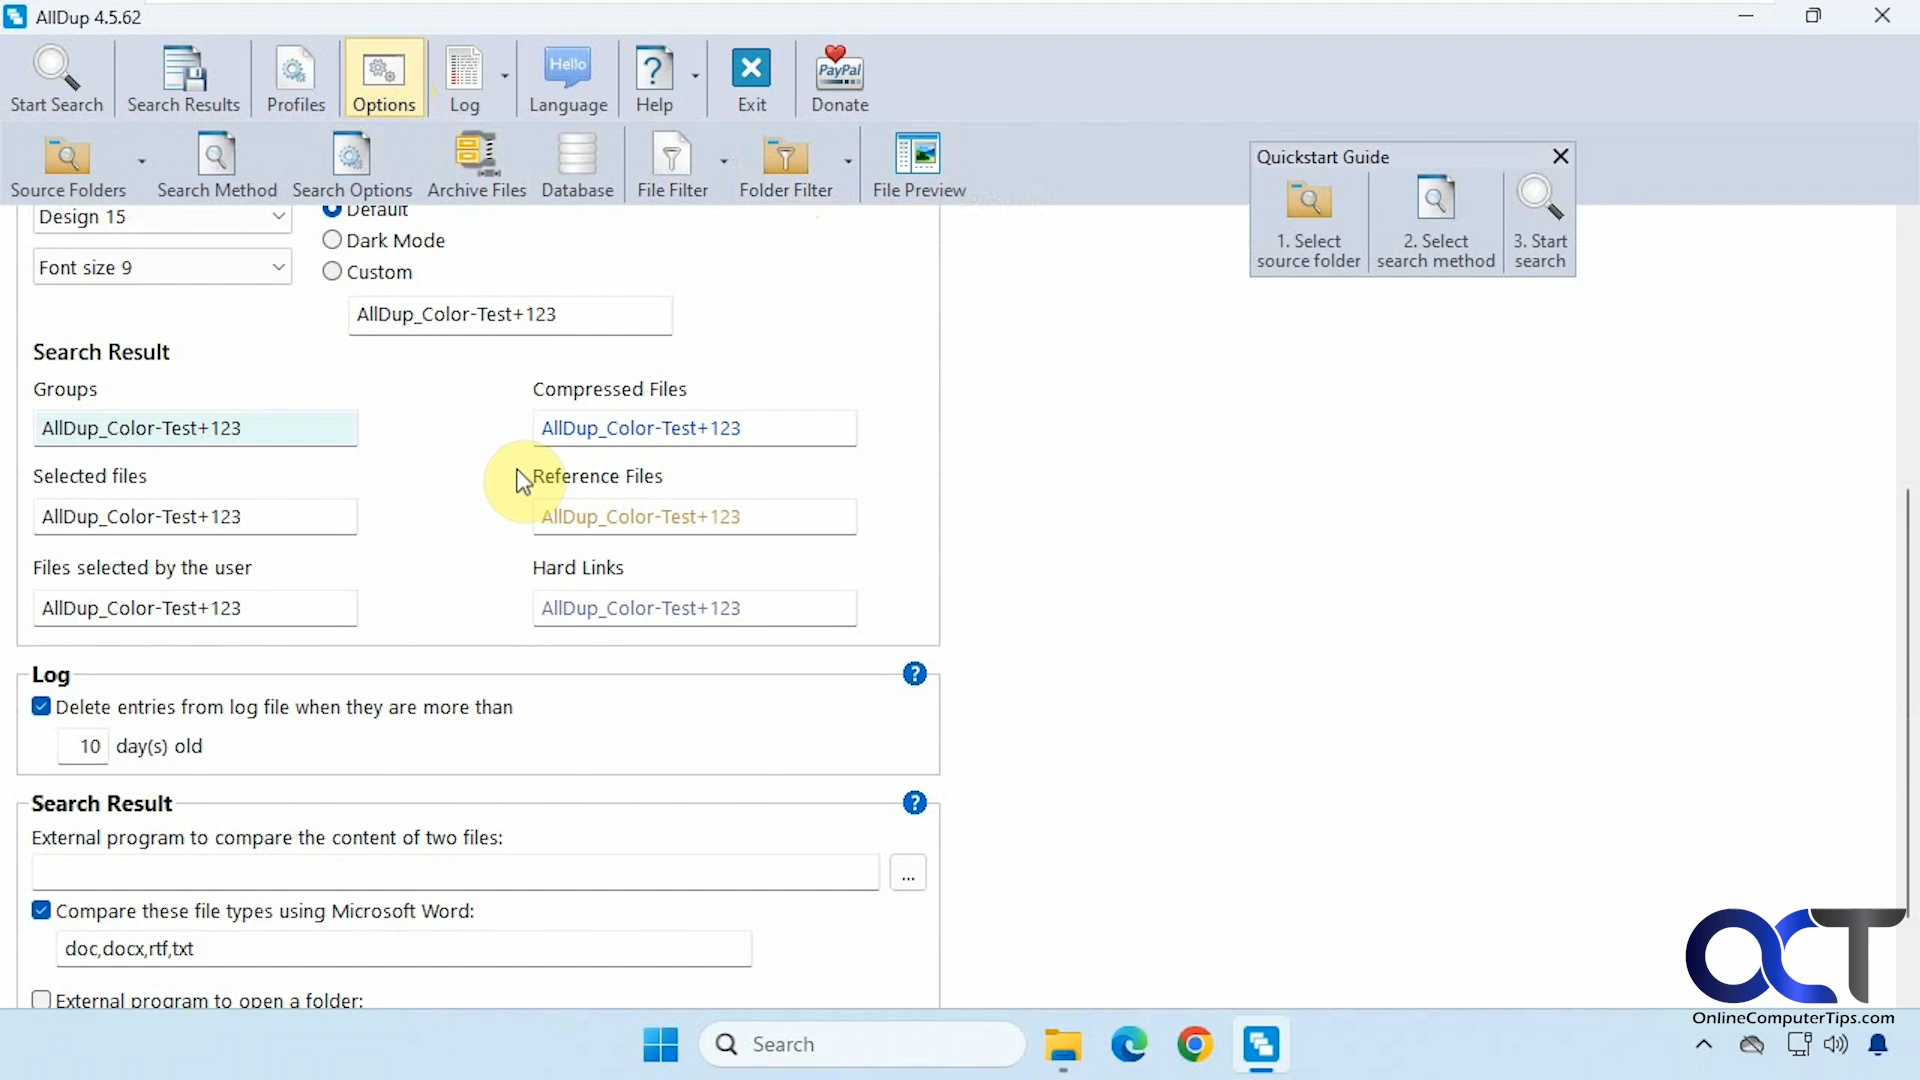 AllDup 4.5.62
Start Search
Search Results
Profiles
Options
Log
Hello
Language
?
Help
Exit
PayPal
Donate
Source Folders
Search Method
Search Options
Archive Files
Database
File Filter
Folder Filter
File Preview
Quickstart Guide
1. Select
source folder
2. Select
search method
3. Start
search
Design 15
Default
Dark Mode
Font size 9
Custom
AllDup_Color-Test+123
Search Result
Groups
Compressed Files
AllDup_Color-Test+123
AllDup_Color-Test+123
Selected files
Reference Files
AllDup_Color-Test+123
AllDup_Color-Test+123
Files selected by the user
Hard Links
AllDup_Color-Test+123
AllDup_Color-Test+123
Log
?
Delete entries from log file when they are more than
10 day(s) old
Search Result
?
External program to compare the content of two files:
...
Compare these file types using Microsoft Word:
doc,docx,rtf,txt
External program to open a folder:
OCT
OnlineComputerTips.com
Search